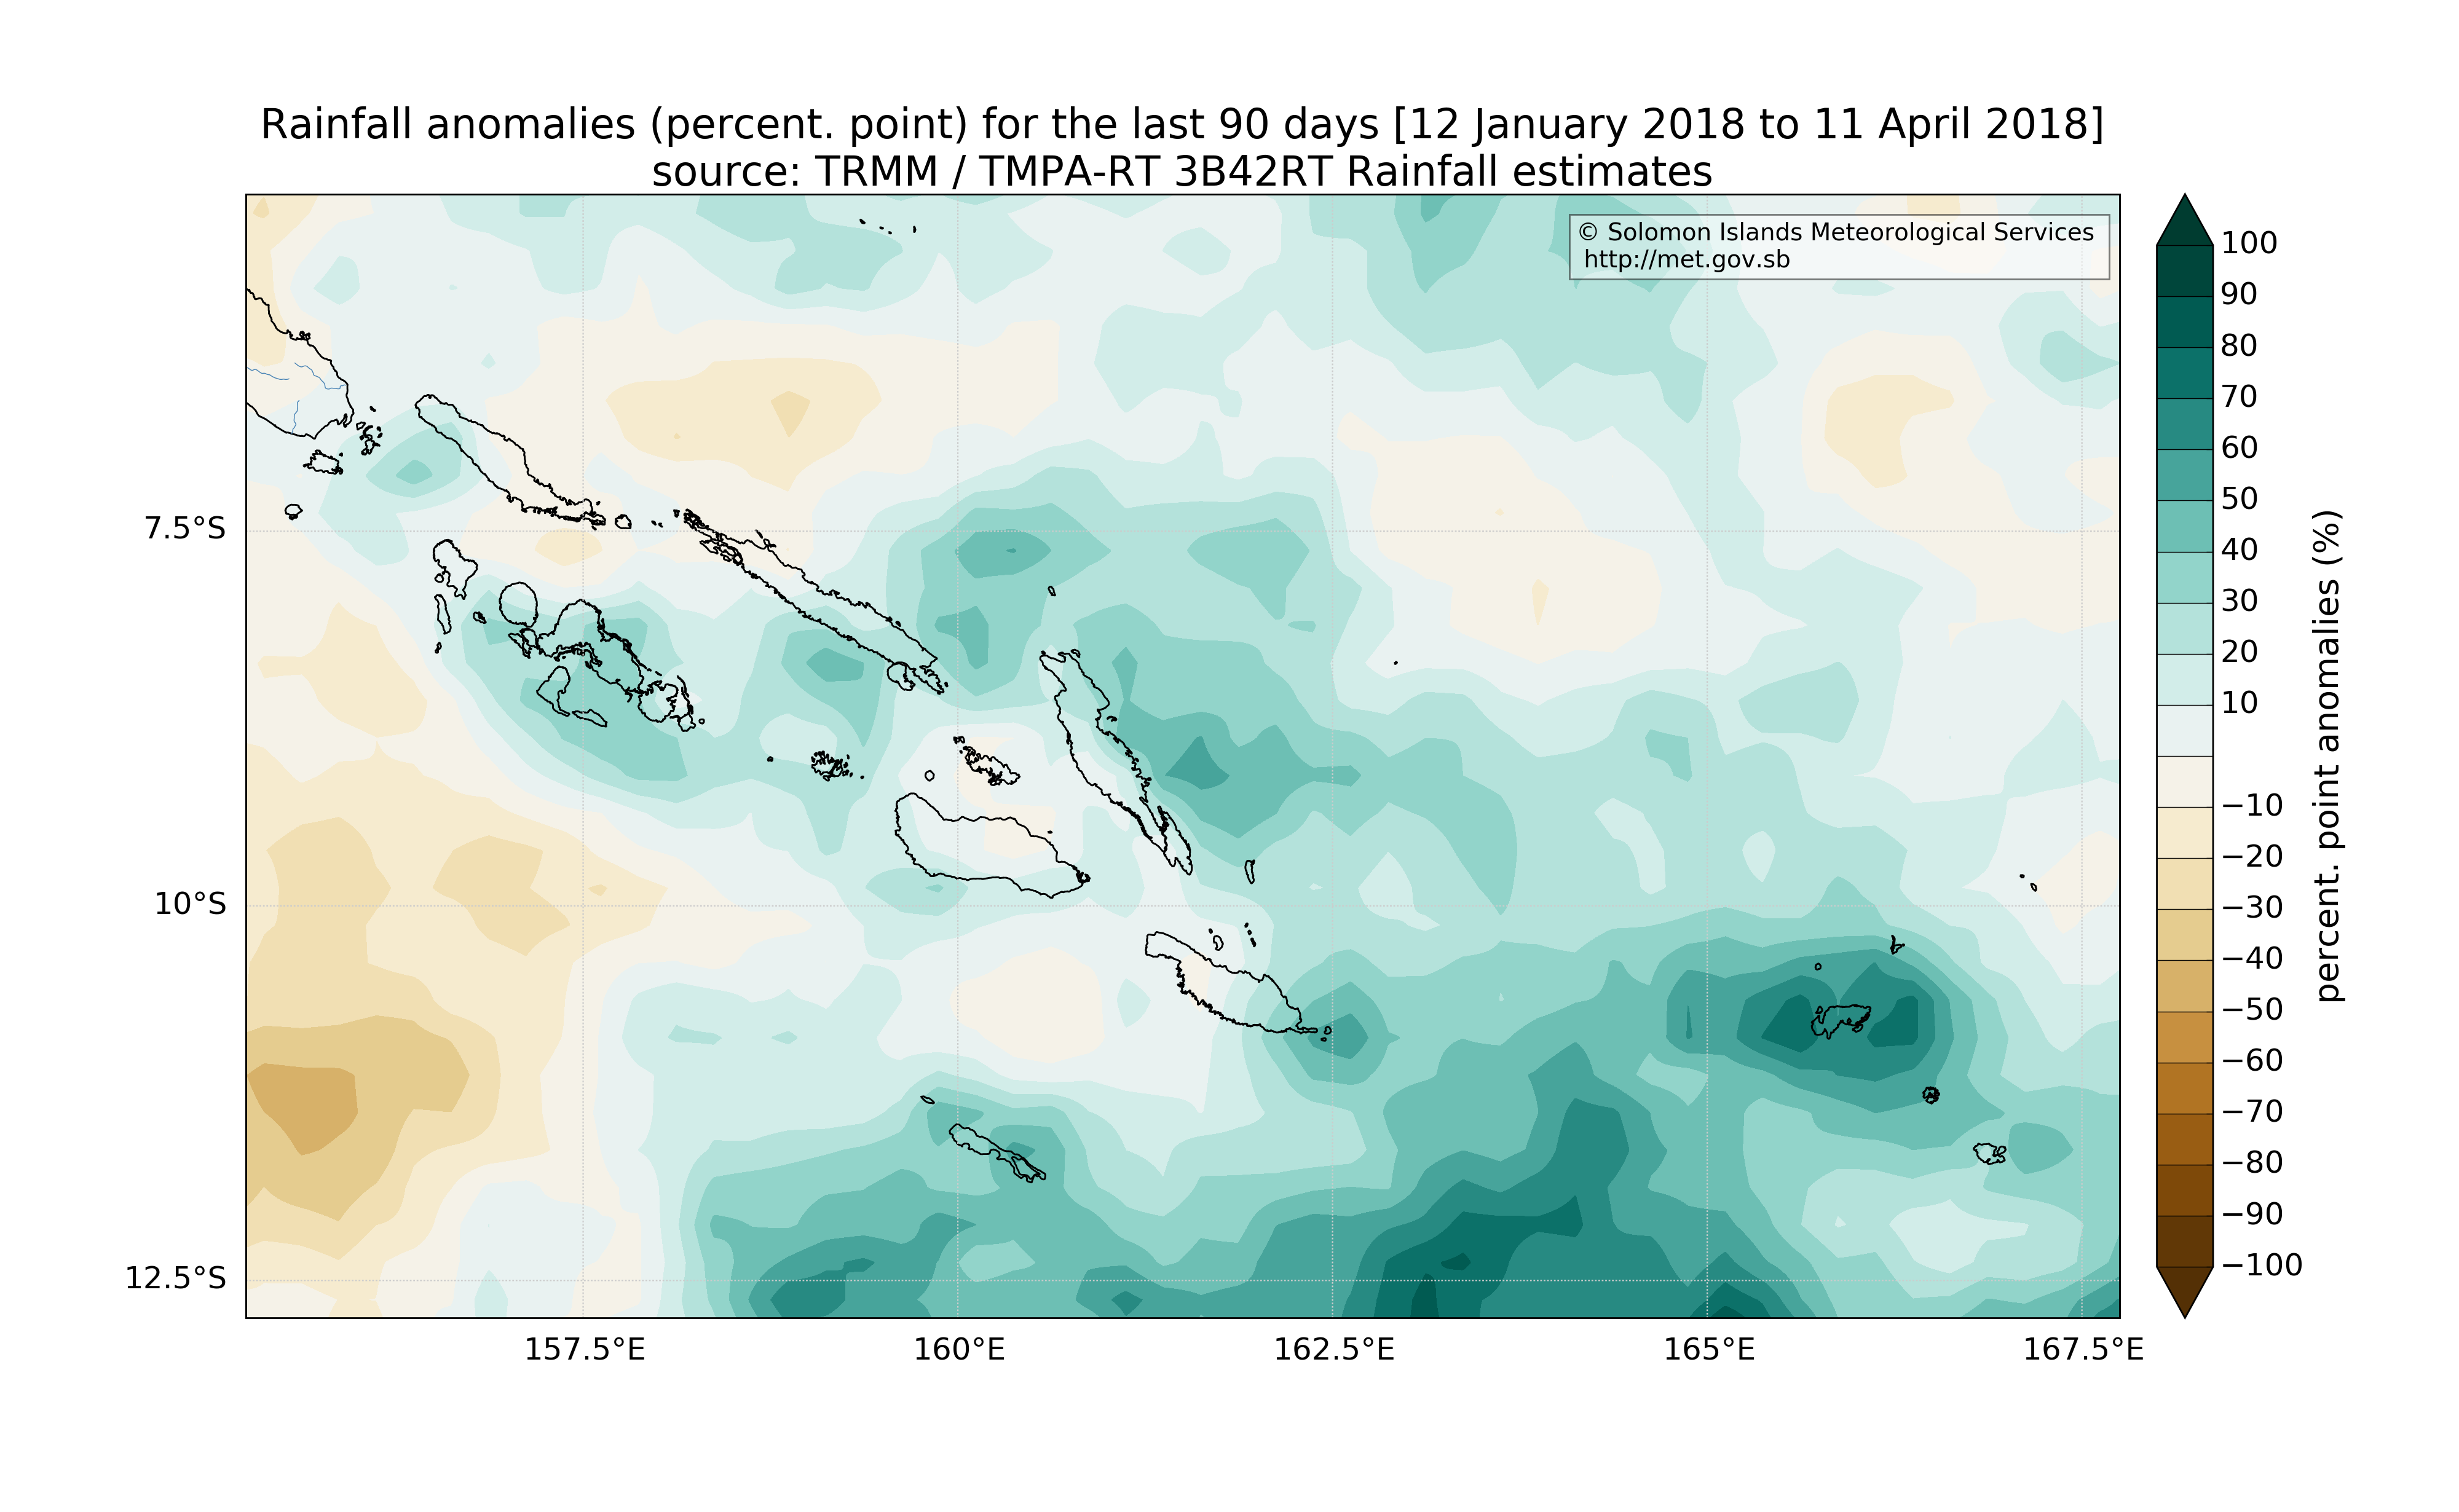 Rainfall anomalies (percent. point) for the last 90 days [12 January 2018 to 11 April 2018]
source: TRMM / TMPA-RT 3B42RT Rainfall estimates
© Solomon Islands Meteorological Services
http://met.gov.sb
7.5°S
10°S
12.5°S
157.5°E
160°E
162.5°E
165°E
167.5°E
100
90
80
70
60
50
40
30
20
10
−10
−20
−30
−40
−50
−60
−70
−80
−90
−100
percent. point anomalies (%)